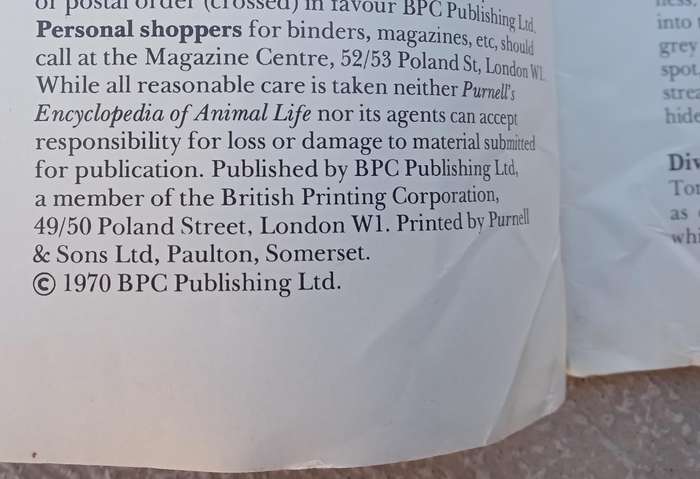 of postal order (crossed) in favour BPC Publishing Ltd.
Personal shoppers for binders, magazines, etc, should
call at the Magazine Centre, 52/53 Poland St, London W1.
While all reasonable care is taken neither Purnell's
Encyclopedia of Animal Life nor its agents can accept
responsibility for loss or damage to material submitted
for publication. Published by BPC Publishing Ltd,
a member of the British Printing Corporation,
49/50 Poland Street, London W1. Printed by Purnell
& Sons Ltd, Paulton, Somerset.
© 1970 BPC Publishing Ltd.
into
grey
spot.
strea
hide
Div
Tor
as
whi